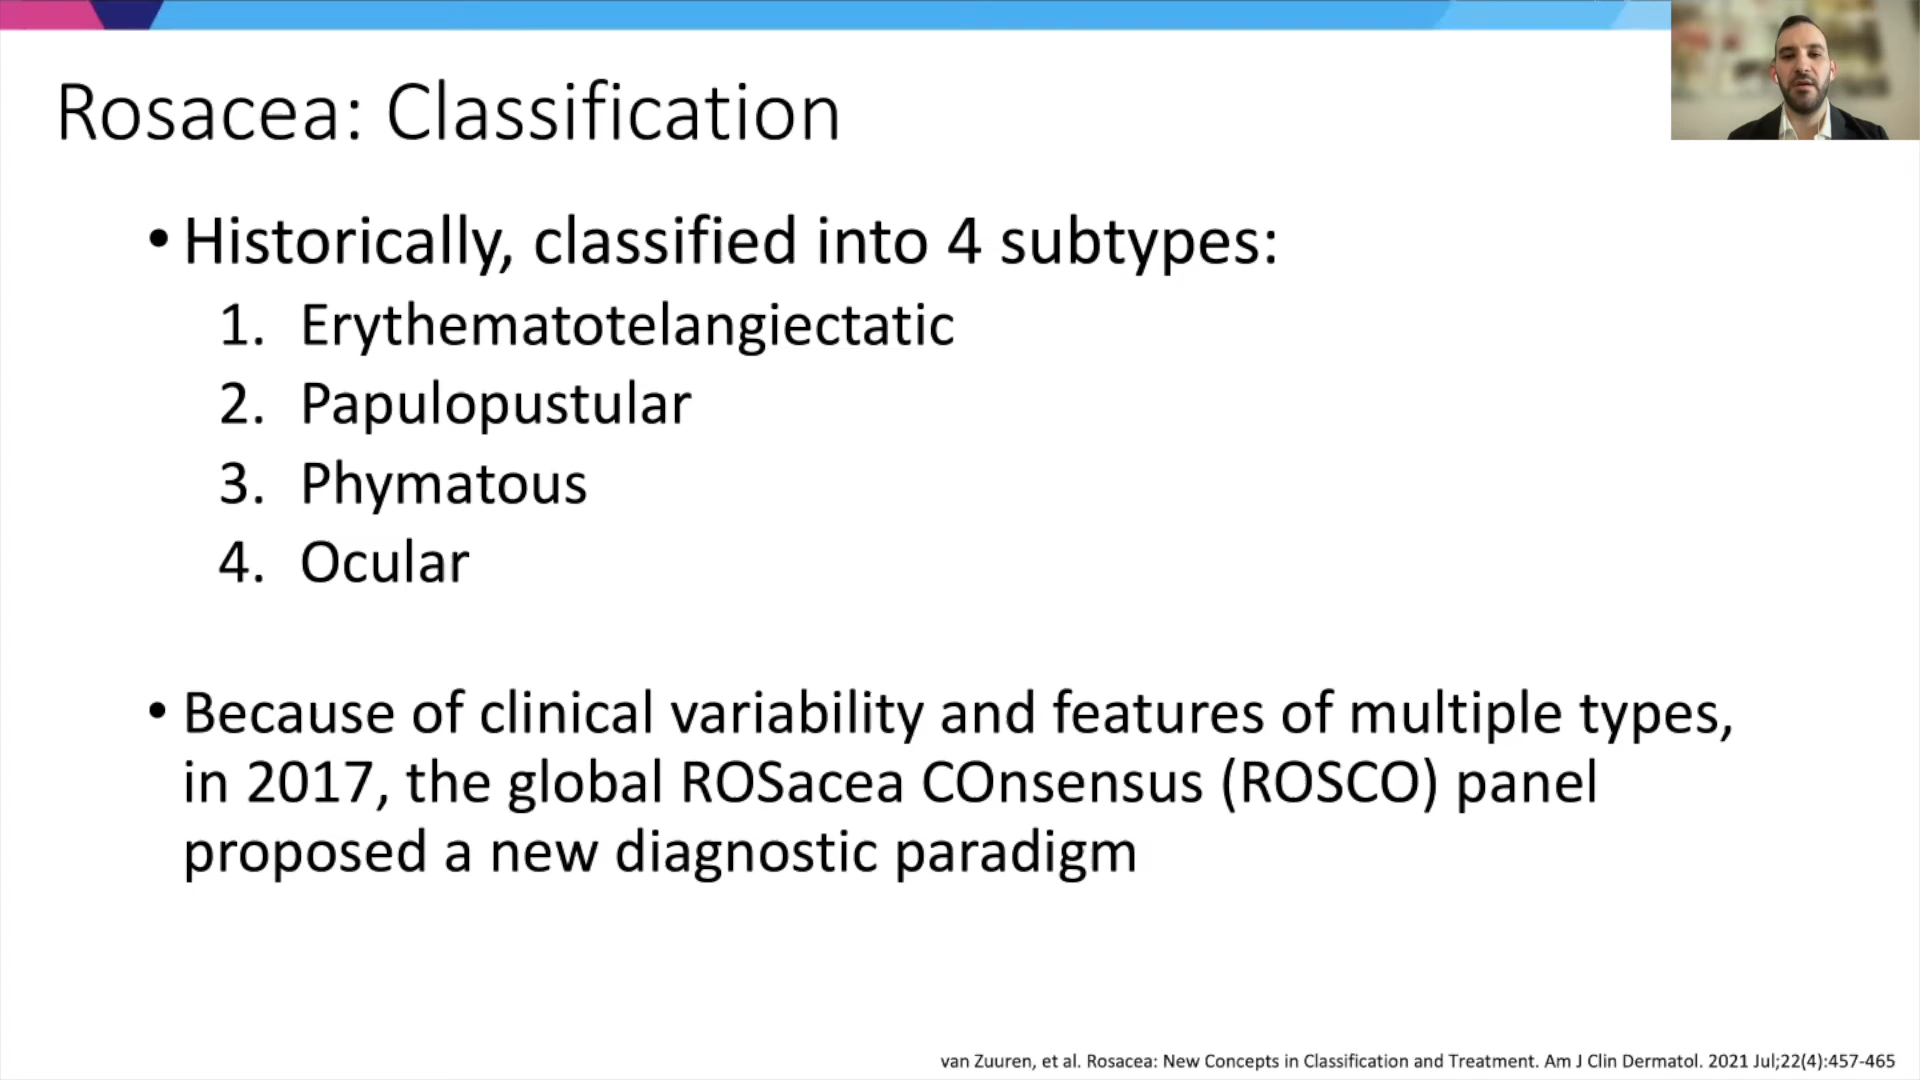 Rosacea: Classification
• Historically, classified into 4 subtypes:
1. Erythematotelangiectatic
2. Papulopustular
3. Phymatous
4. Ocular
• Because of clinical variability and features of multiple types,
in 2017, the global ROSacea COnsensus (ROSCO) panel
proposed a new diagnostic paradigm
van Zuuren, et al. Rosacea: New Concepts in Classification and Treatment. Am J Clin Dermatol. 2021 Jul;22(4):457-465